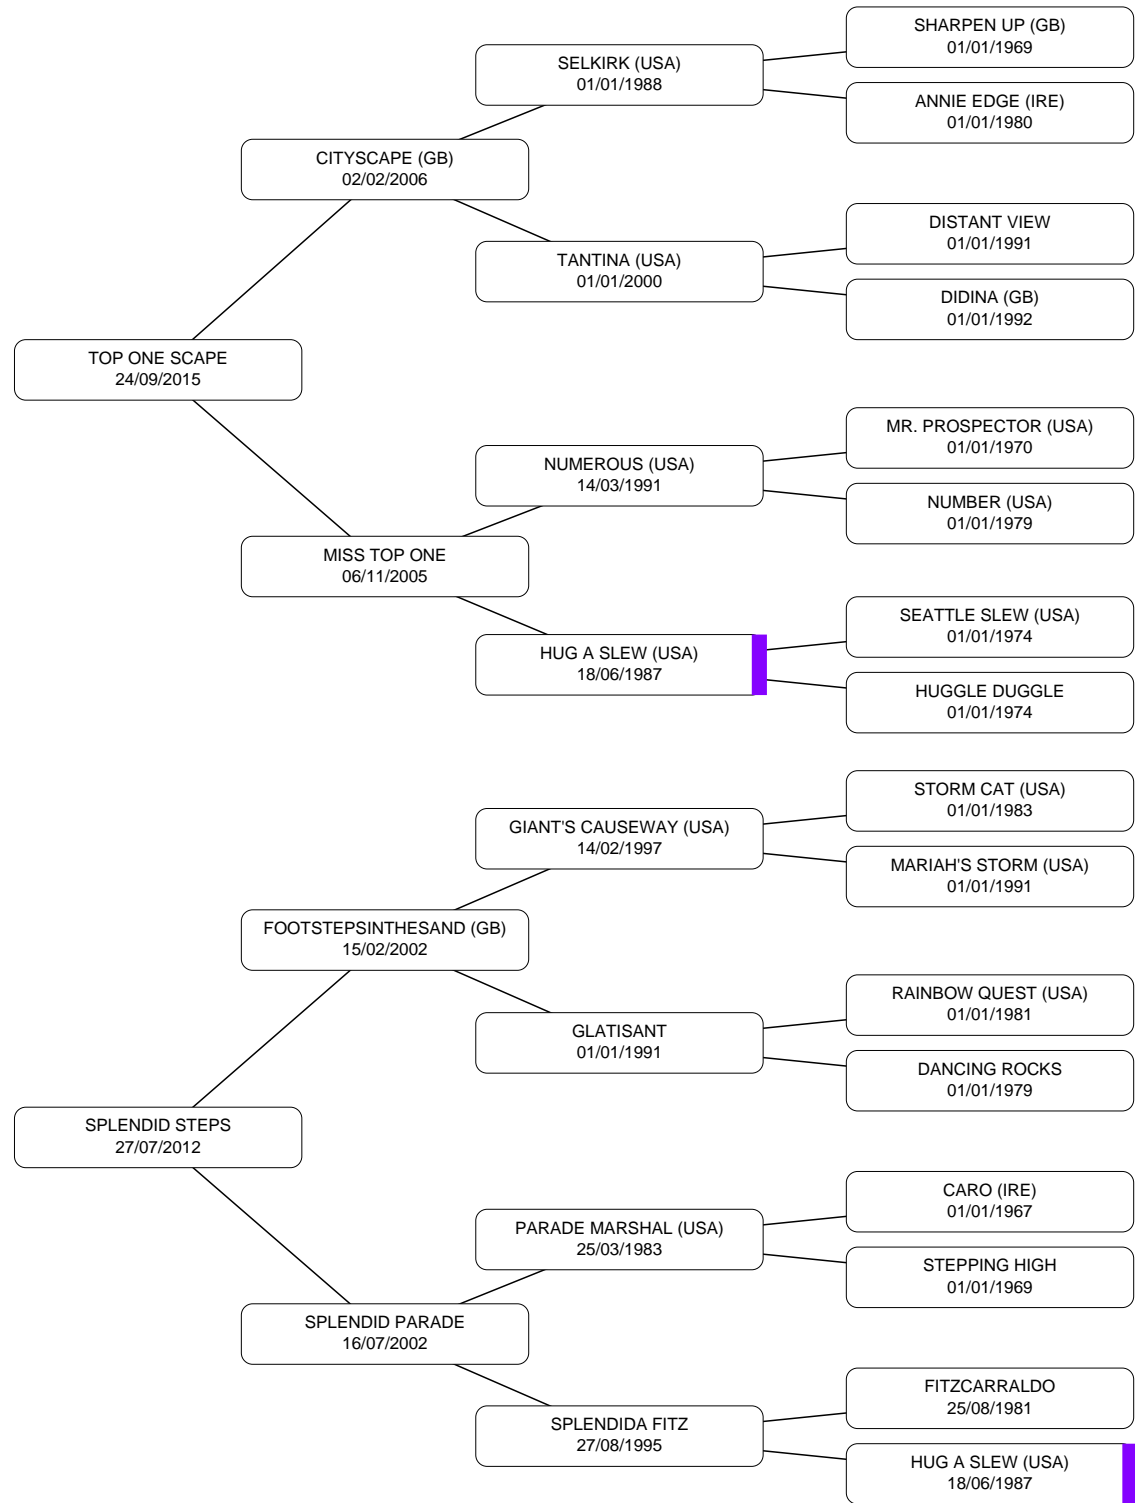 SHARPEN UP (GB)
01/01/1969
SELKIRK (USA)
01/01/1988
ANNIE EDGE (IRE)
01/01/1980
CITYSCAPE (GB)
02/02/2006
DISTANT VIEW
01/01/1991
TANTINA (USA)
01/01/2000
DIDINA (GB)
01/01/1992
TOP ONE SCAPE
24/09/2015
MR. PROSPECTOR (USA)
01/01/1970
NUMEROUS (USA)
14/03/1991
NUMBER (USA)
01/01/1979
MISS TOP ONE
06/11/2005
SEATTLE SLEW (USA)
01/01/1974
HUG A SLEW (USA)
18/06/1987
HUGGLE DUGGLE
01/01/1974
STORM CAT (USA)
01/01/1983
GIANT'S CAUSEWAY (USA)
14/02/1997
MARIAH'S STORM (USA)
01/01/1991
FOOTSTEPSINTHESAND (GB)
15/02/2002
RAINBOW QUEST (USA)
01/01/1981
GLATISANT
01/01/1991
DANCING ROCKS
01/01/1979
SPLENDID STEPS
27/07/2012
CARO (IRE)
01/01/1967
PARADE MARSHAL (USA)
25/03/1983
STEPPING HIGH
01/01/1969
SPLENDID PARADE
16/07/2002
FITZCARRALDO
25/08/1981
SPLENDIDA FITZ
27/08/1995
HUG A SLEW (USA)
18/06/1987